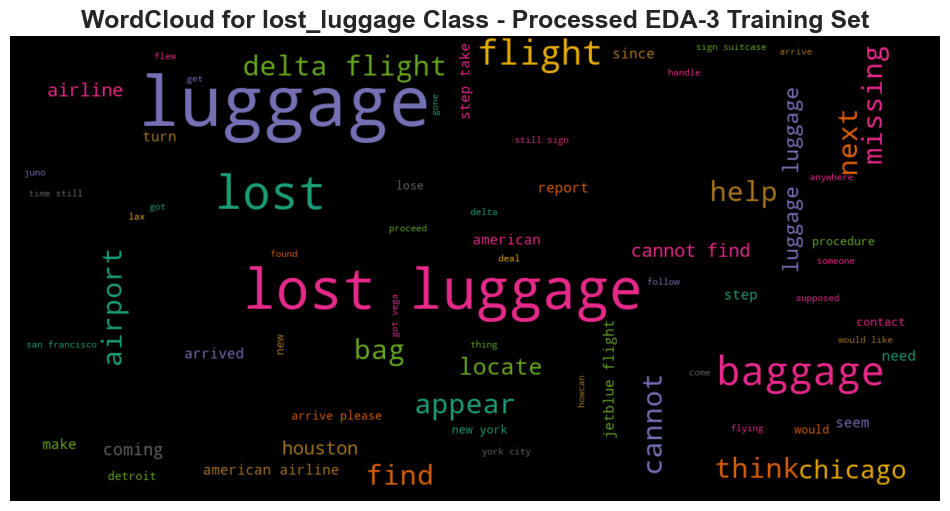 WordCloud for lost_luggage Class - Processed EDA-3 Training Set
flew
get
gone
delta flight
step take
flight
since
sign suitcase
arrive
handle
missing
airline
luggage
turn
still sign
luggage luggage
next
juno
time still
lax
got
lost
lose
report
help
anywhere
delta
proceed
american
cannot find
procedure
found
deal
someone
airport
lost luggage
got vega
follow
step
supposed
contact
would like
san francisco
arrived
new
bag
thing
locate
jetblue flight
come
baggage
need
howcan
appear
arrive please
new york
cannot
flying
would
seem
make
coming
houston
york city
detroit
american airline
find
think
chicago